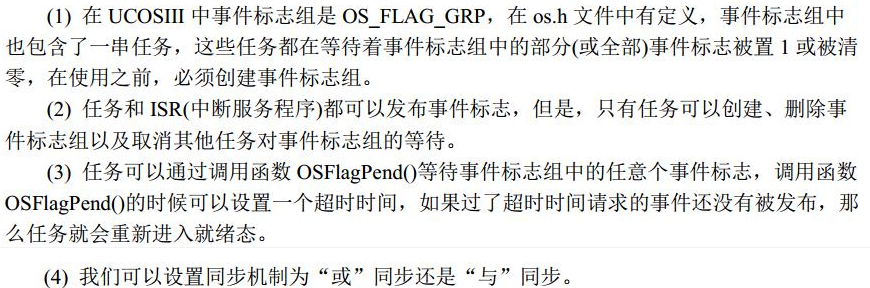 (1) 在 UCOSIII 中事件标志组是 OS_FLAG_GRP，在 os.h 文件中有定义，事件标志组中
也包含了一串任务，这些任务都在等待着事件标志组中的部分(或全部)事件标志被置 1 或被清
零，在使用之前，必须创建事件标志组。
(2) 任务和 ISR(中断服务程序)都可以发布事件标志，但是，只有任务可以创建、删除事
件标志组以及取消其他任务对事件标志组的等待。
(3) 任务可以通过调用函数 OSFlagPend()等待事件标志组中的任意个事件标志，调用函数
OSFlagPend()的时候可以设置一个超时时间，如果过了超时时间请求的事件还没有被发布，那
么任务就会重新进入就绪态。
(4) 我们可以设置同步机制为“或”同步还是“与”同步。